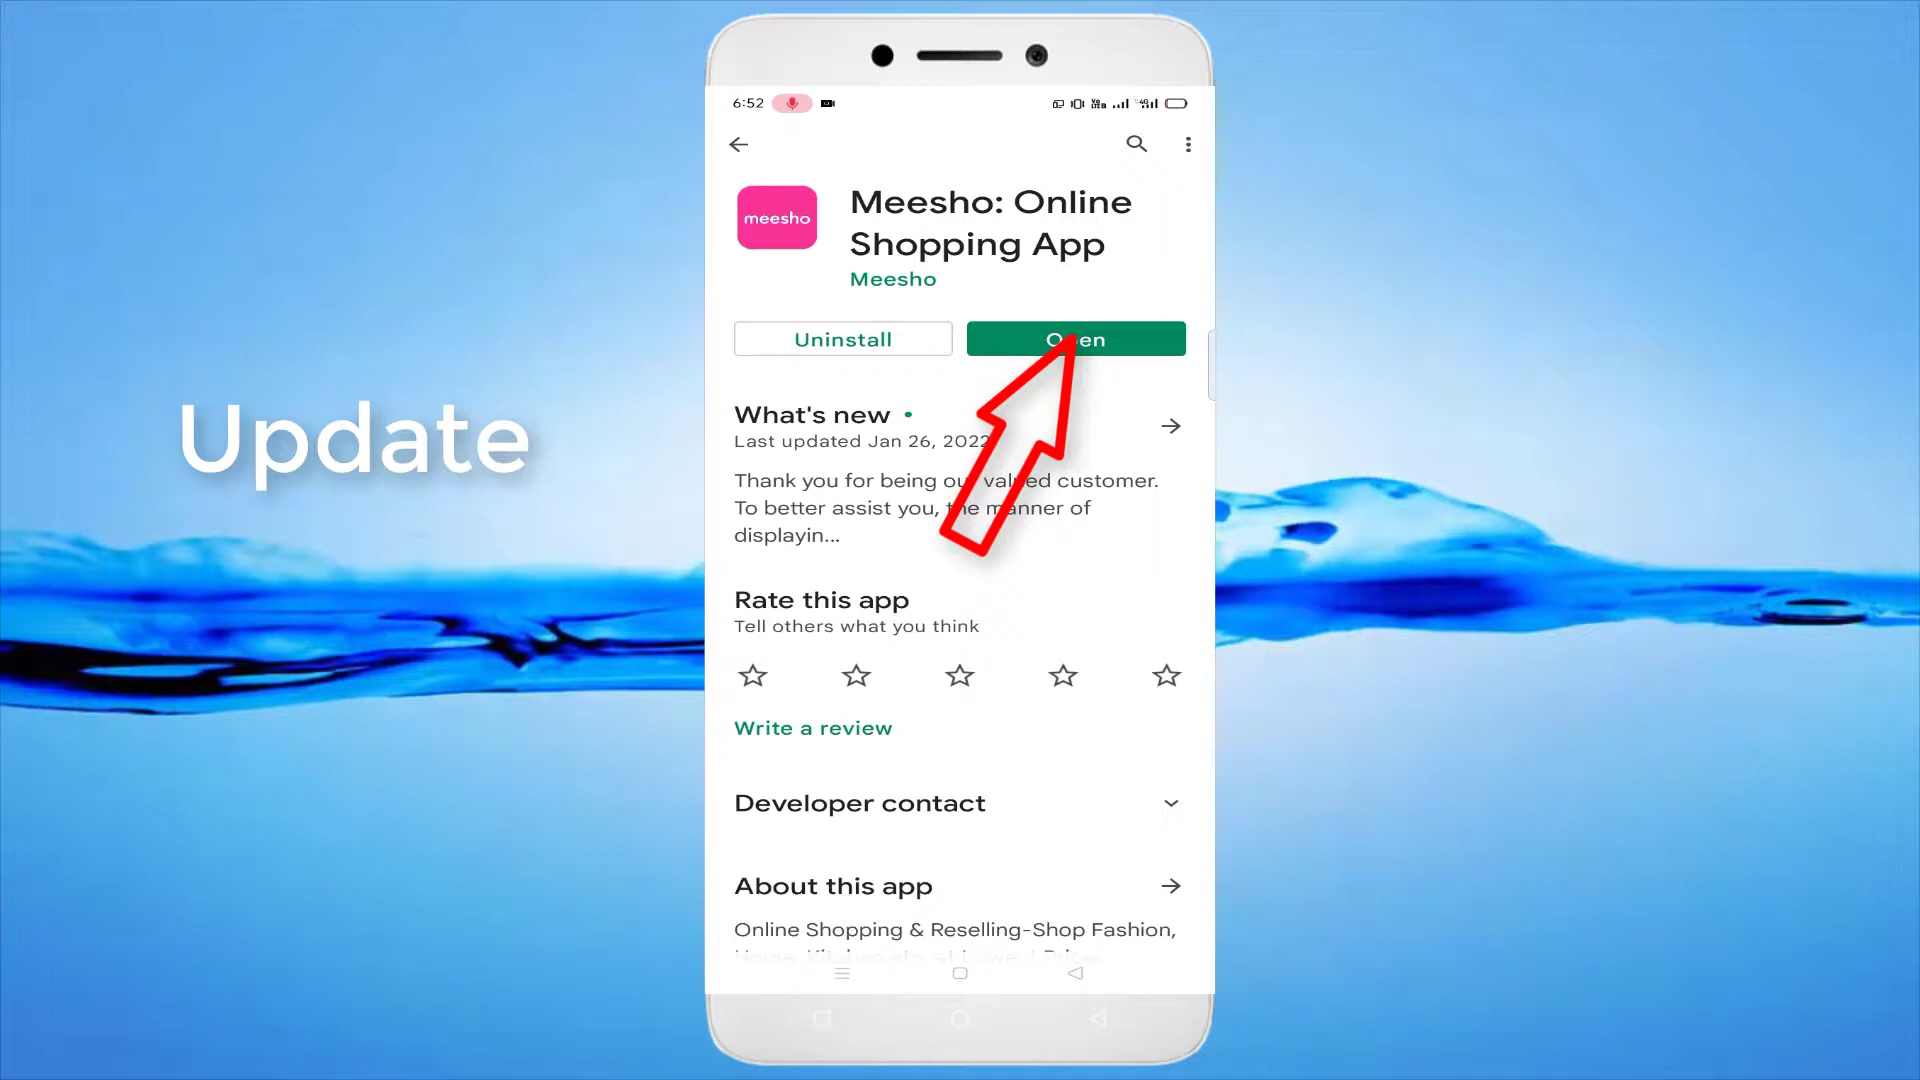 6:52
meesho
Meesho: Online
Shopping App
Meesho
Uninstall
Open
Update
What's new
Last updated Jan 26, 2022
Thank you for being our valued customer.
To better assist you, the manner of
displayin...
Rate this app
Tell others what you think
Write a review
Developer contact
About this app
Online Shopping & Reselling-Shop Fashion,